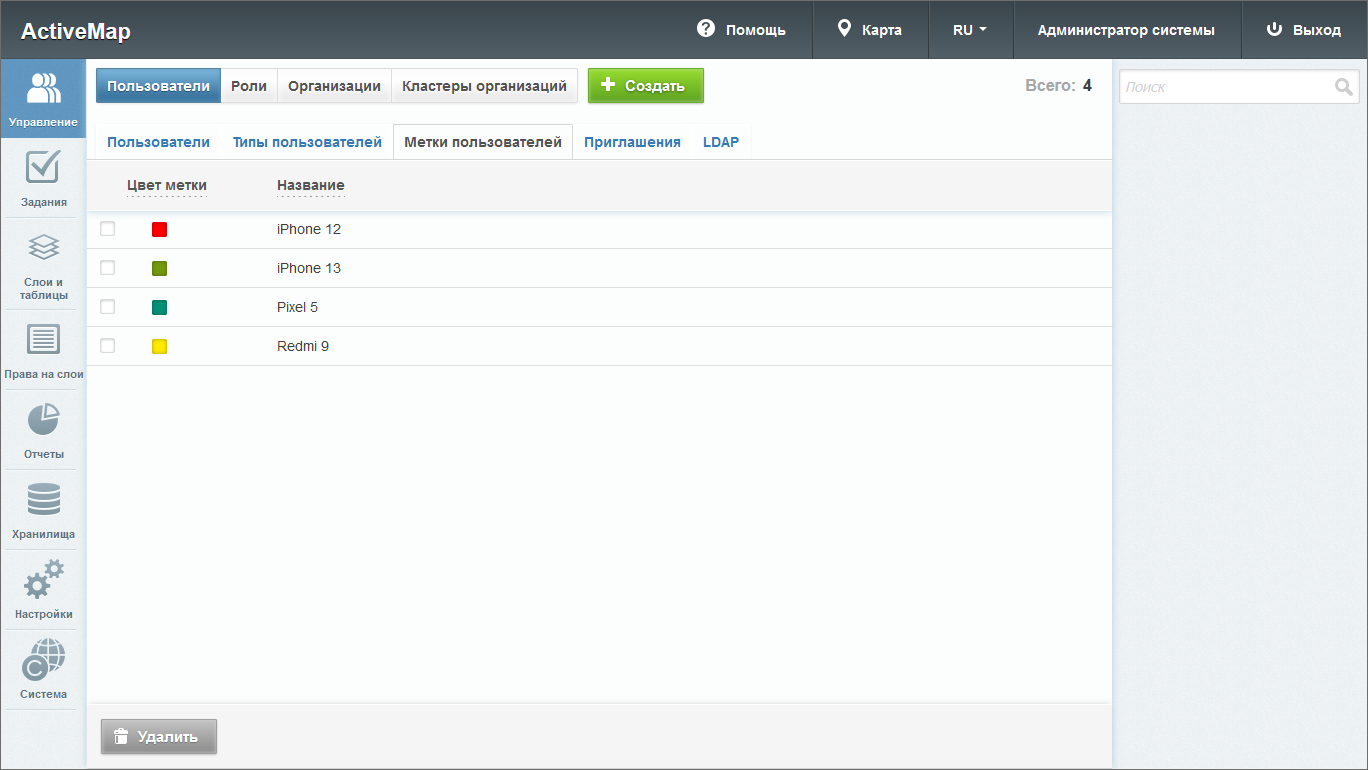 ActiveMap
Помощь
Карта
RU
Администратор системы
Выход
Управление
Задания
Слои и
таблицы
Права на слои
Отчеты
Хранилища
Настройки
Система
Пользователи
Роли
Организации
Кластеры организаций
Создать
Всего: 4
Поиск
Пользователи
Типы пользователей
Метки пользователей
Приглашения
LDAP
Цвет метки
Название
iPhone 12
iPhone 13
Pixel 5
Redmi 9
Удалить